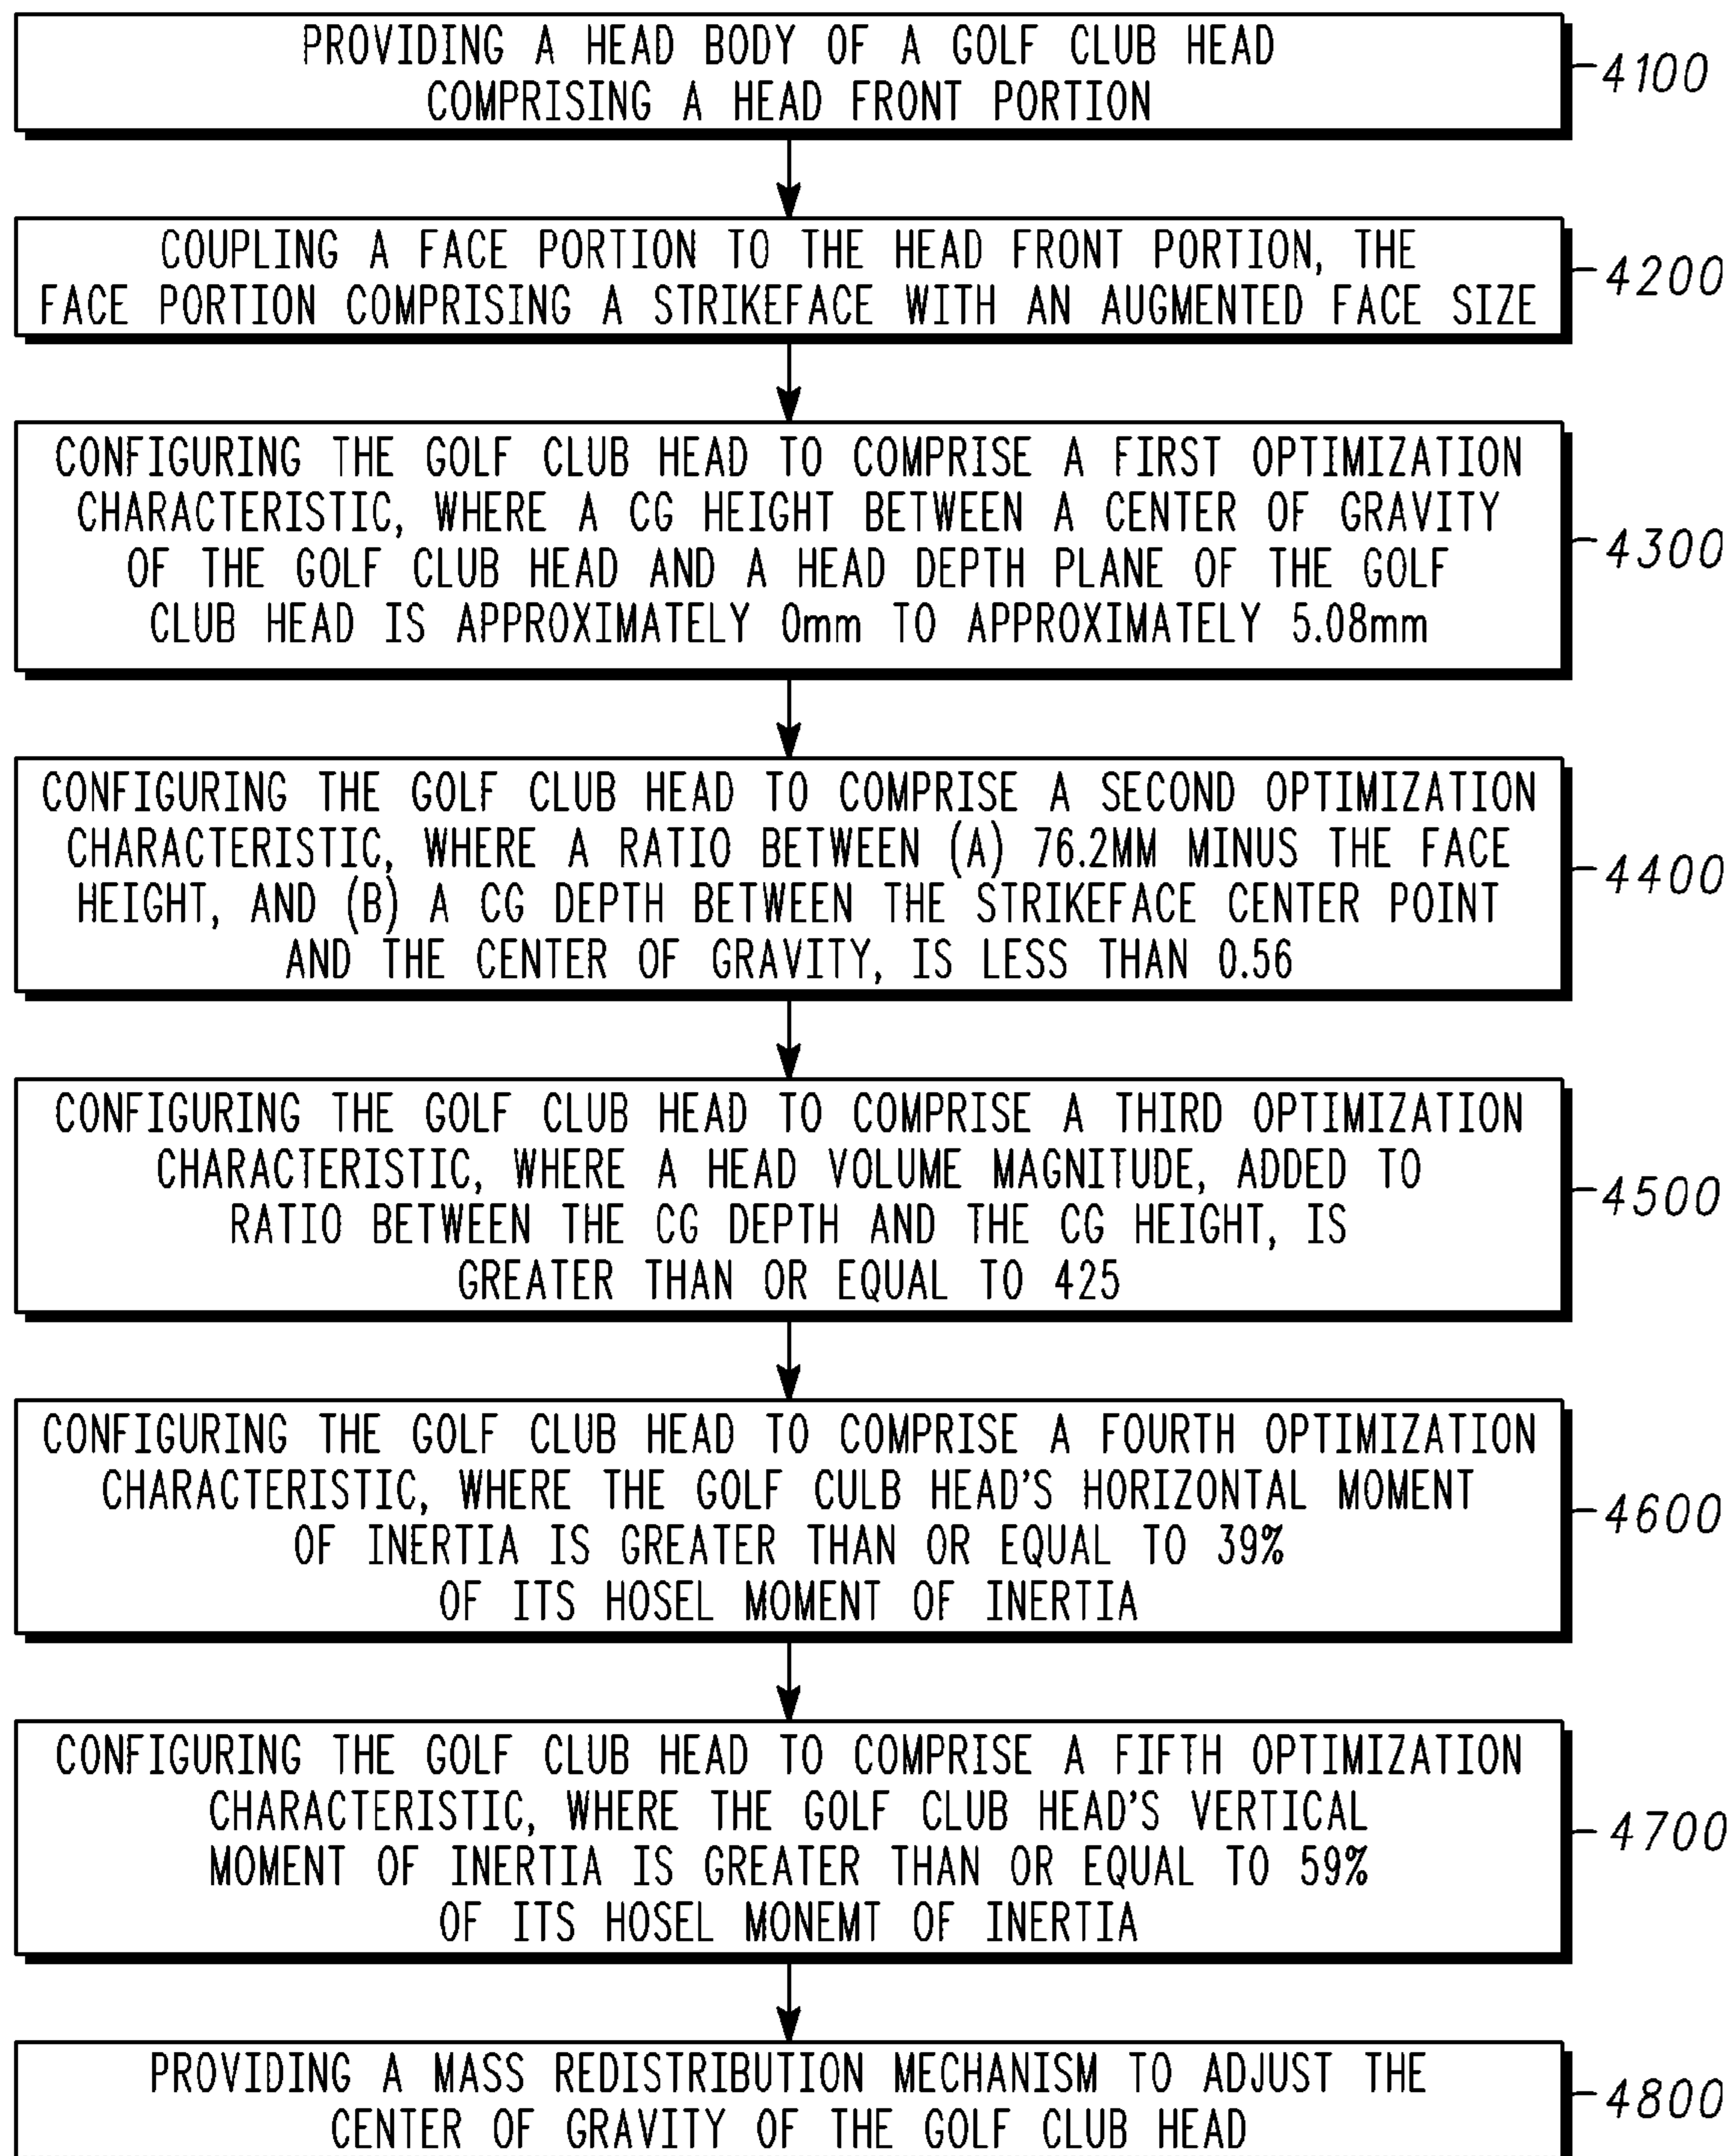 PROVIDING A HEAD BODY OF A GOLF CLUB HEAD
COMPRISING A HEAD FRONT PORTION
4100
COUPLING A FACE PORTION TO THE HEAD FRONT PORTION, THE
FACE PORTION COMPRISING A STRIKEFACE WITH AN AUGMENTED FACE SIZE
4200
CONFIGURING THE GOLF CLUB HEAD TO COMPRISE A FIRST OPTIMIZATION
CHARACTERISTIC, WHERE A CG HEIGHT BETWEEN A CENTER OF GRAVITY
OF THE GOLF CLUB HEAD AND A HEAD DEPTH PLANE OF THE GOLF
CLUB HEAD IS APPROXIMATELY 0mm TO APPROXIMATELY 5.08mm
4300
CONFIGURING THE GOLF CLUB HEAD TO COMPRISE A SECOND OPTIMIZATION
CHARACTERISTIC, WHERE A RATIO BETWEEN (A) 76.2MM MINUS THE FACE
HEIGHT, AND (B) A CG DEPTH BETWEEN THE STRIKEFACE CENTER POINT
AND THE CENTER OF GRAVITY, IS LESS THAN 0.56
4400
CONFIGURING THE GOLF CLUB HEAD TO COMPRISE A THIRD OPTIMIZATION
CHARACTERISTIC, WHERE A HEAD VOLUME MAGNITUDE, ADDED TO
RATIO BETWEEN THE CG DEPTH AND THE CG HEIGHT, IS
GREATER THAN OR EQUAL TO 425
4500
CONFIGURING THE GOLF CLUB HEAD TO COMPRISE A FOURTH OPTIMIZATION
CHARACTERISTIC, WHERE THE GOLF CULB HEAD'S HORIZONTAL MOMENT
OF INERTIA IS GREATER THAN OR EQUAL TO 39%
OF ITS HOSEL MOMENT OF INERTIA
4600
CONFIGURING THE GOLF CLUB HEAD TO COMPRISE A FIFTH OPTIMIZATION
CHARACTERISTIC, WHERE THE GOLF CLUB HEAD'S VERTICAL
MOMENT OF INERTIA IS GREATER THAN OR EQUAL TO 59%
OF ITS HOSEL MONEMT OF INERTIA
4700
PROVIDING A MASS REDISTRIBUTION MECHANISM TO ADJUST THE
CENTER OF GRAVITY OF THE GOLF CLUB HEAD
4800